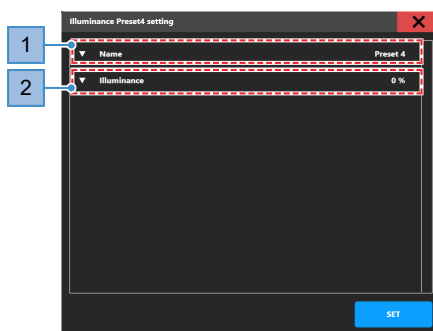 Illuminance Preset4 setting
1
▼ Name Preset 4
2
▼ Illuminance 0 %
SET